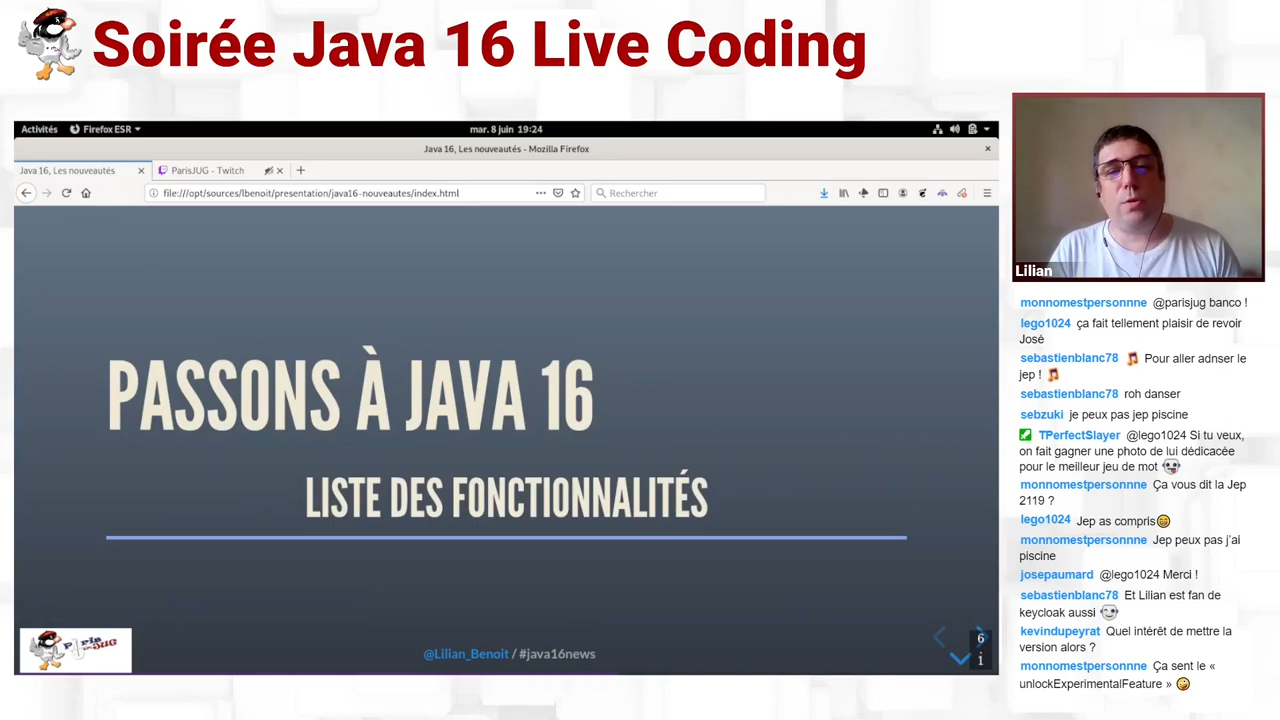 Soirée Java 16 Live Coding
Activités
Firefox ESR
mar. 8 juin 19:24
Java 16, Les nouveautés - Mozilla Firefox
Java 16, Les nouveautés
ParisJUG - Twitch
file:///opt/sources/lbenoit/presentation/java16-nouveautes/index.html
Rechercher
PASSONS À JAVA 16
LISTE DES FONCTIONNALITÉS
@Lilian_Benoit / #java16news
6
i
Lilian
monnomestpersonnne @parisjug banco !
lego1024 ça fait tellement plaisir de revoir
José
sebastienblanc78 🎵 Pour aller adnser le
jep ! 🎵
sebastienblanc78 roh danser
sebzuki je peux pas jep piscine
TPerfectSlayer @lego1024 Si tu veux,
on fait gagner une photo de lui dédicacée
pour le meilleur jeu de mot
monnomestpersonnne Ça vous dit la Jep
2119 ?
lego1024 Jep as compris😄
monnomestpersonnne Jep peux pas j'ai
piscine
josepaumard @lego1024 Merci !
sebastienblanc78 Et Lilian est fan de
keycloak aussi
kevindupeyrat Quel intérêt de mettre la
version alors ?
monnomestpersonnne Ça sent le «
unlockExperimentalFeature » 😜